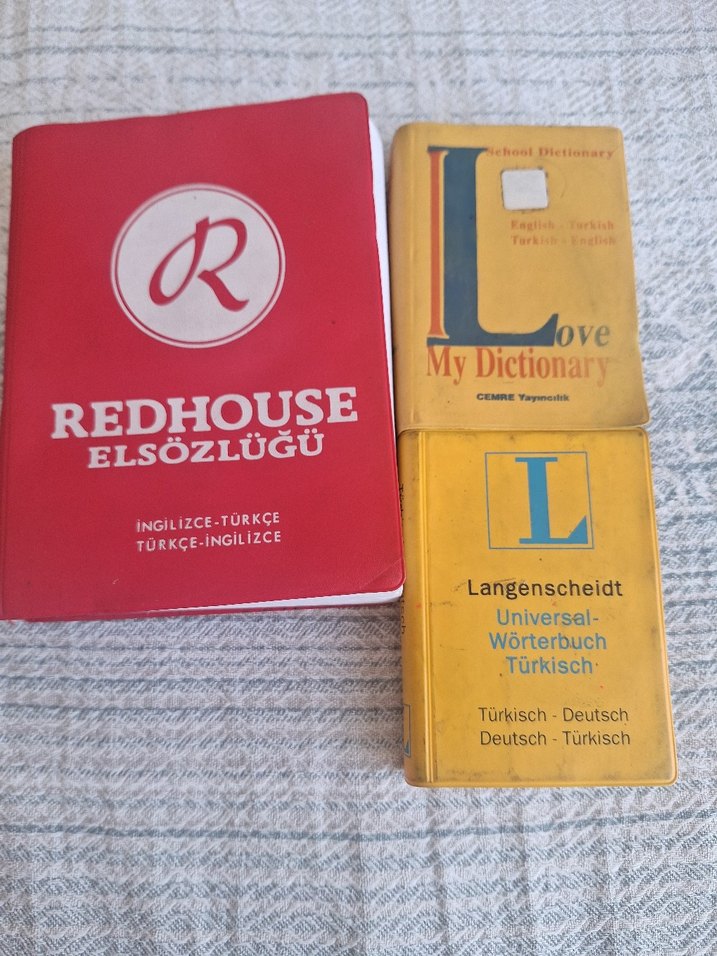 R
REDHOUSE
ELSÖZLÜĞÜ
İNGİLİZCE-TÜRKÇE
TÜRKÇE-İNGİLİZCE
School Dictionary
English - Turkish
Turkish - English
I Love
My Dictionary
CEMRE Yayıncılık
L
Langenscheidt
Universal-
Wörterbuch
Türkisch
Türkisch - Deutsch
Deutsch - Türkisch